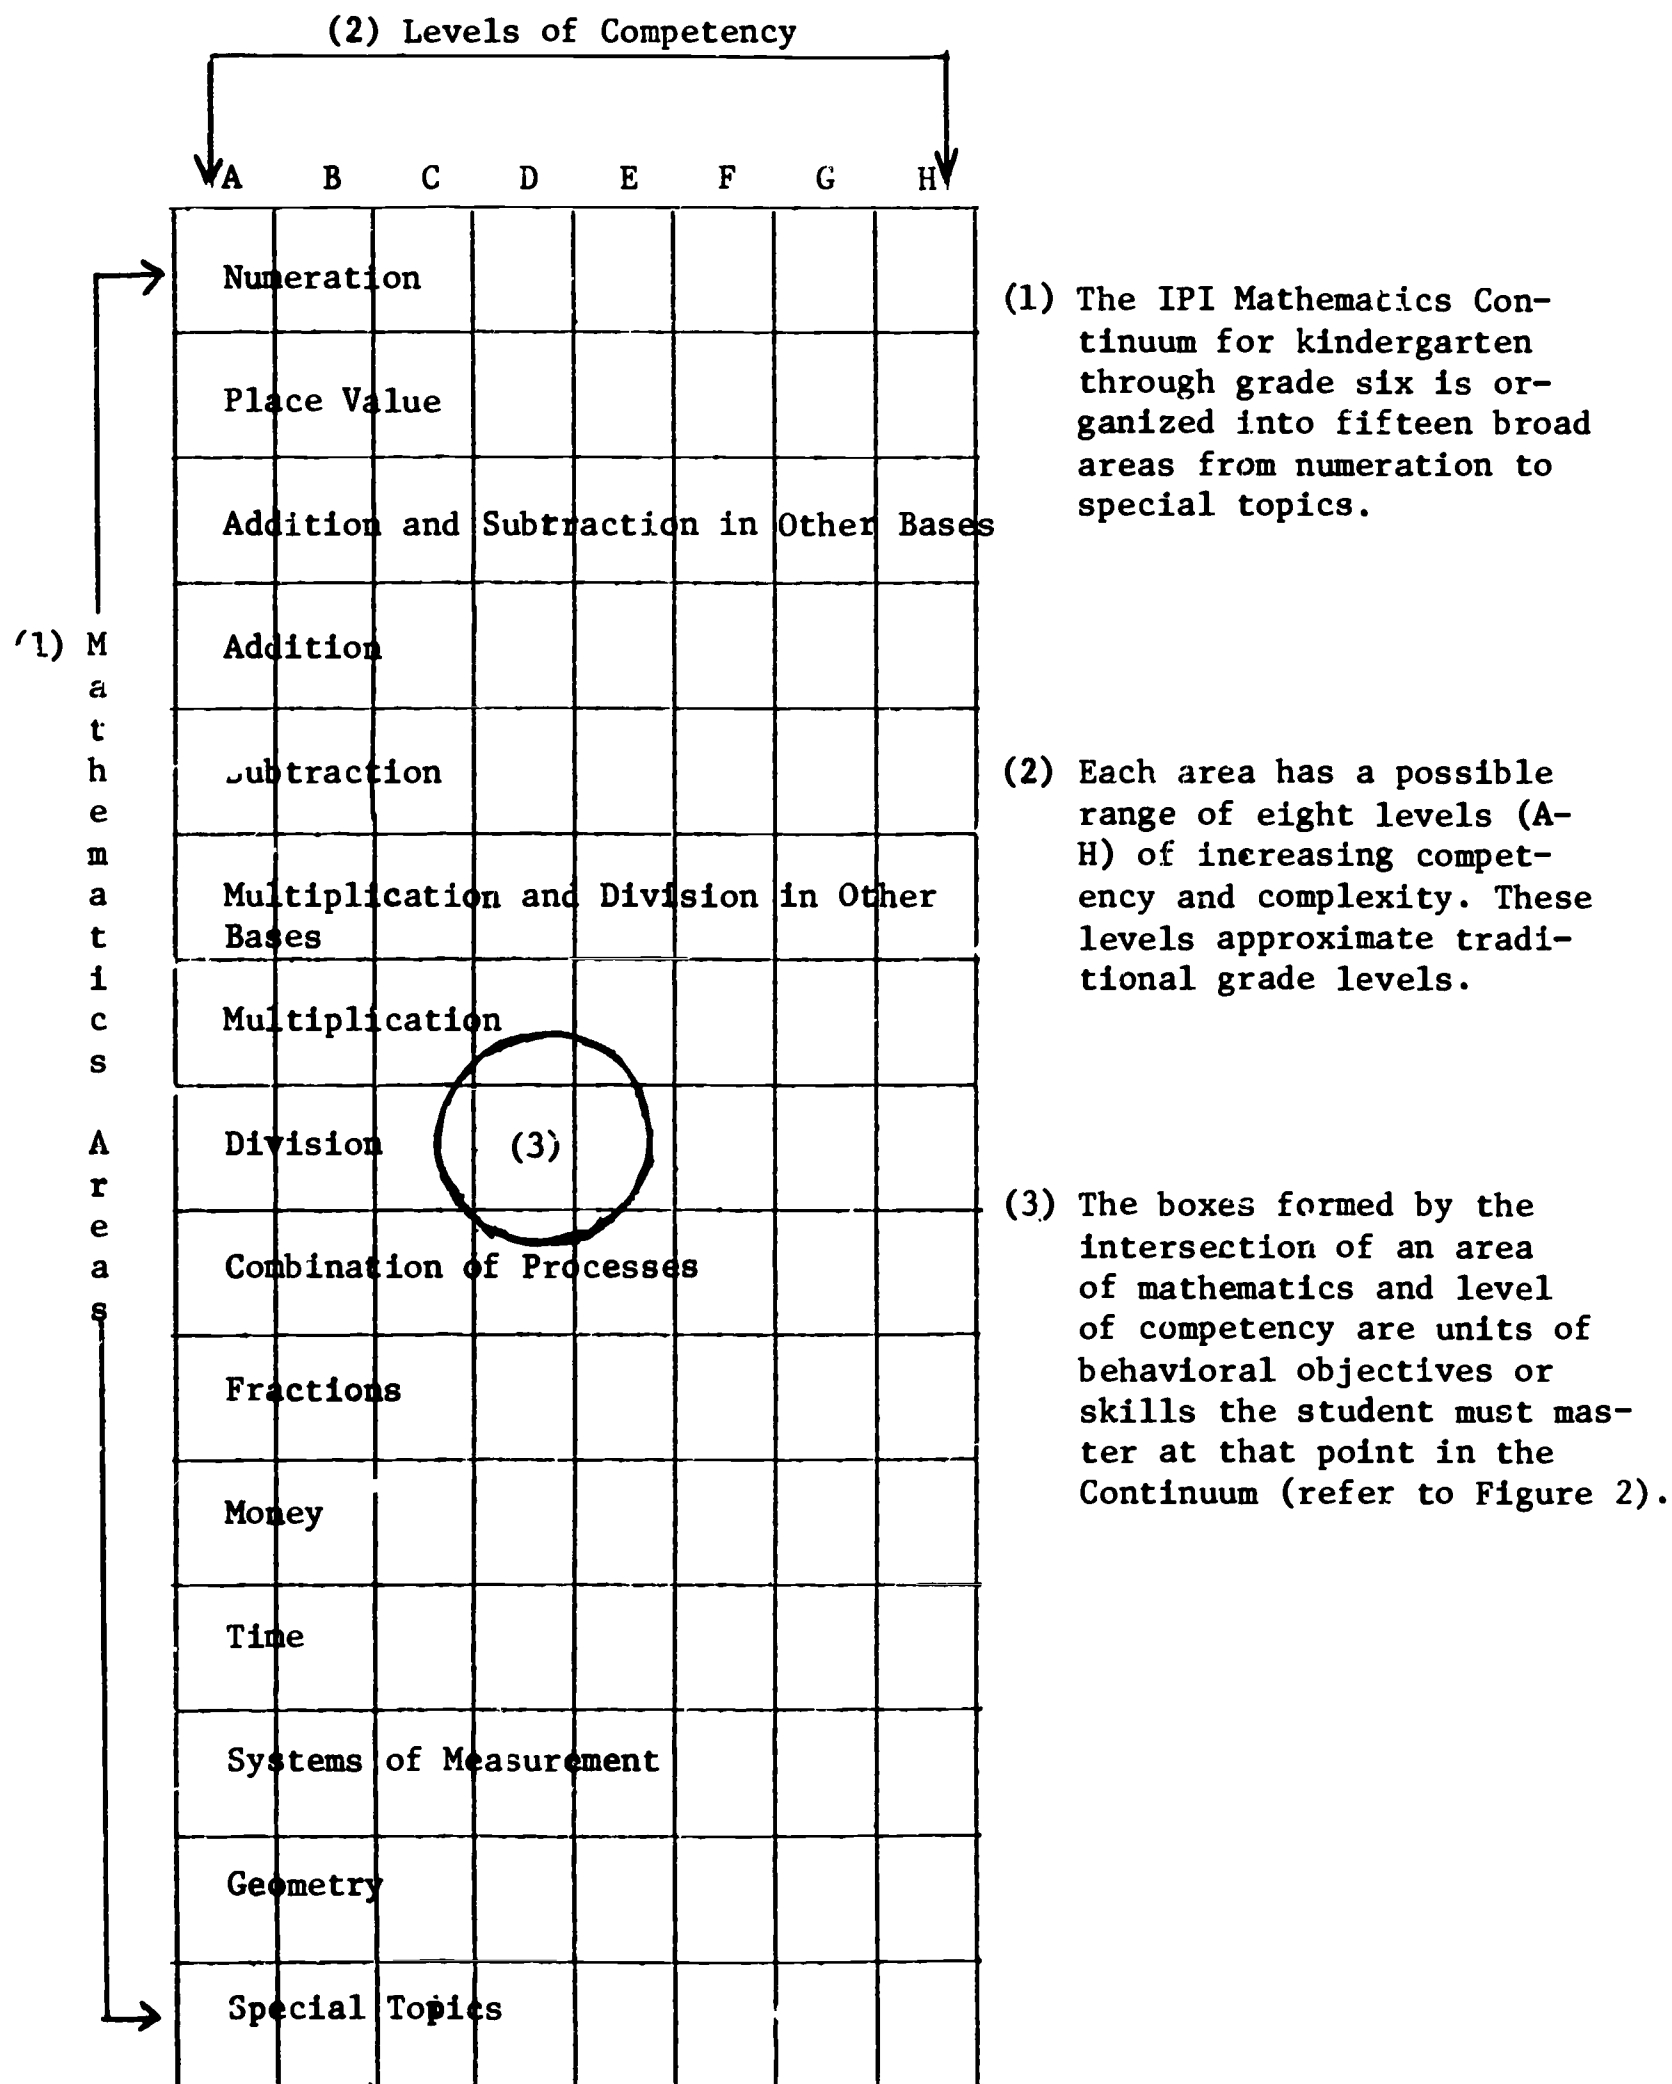 (2) Levels of Competency
A B C D E F G H
Numeration
Place Value
Addition and Subtraction in Other Bases
Addition
Subtraction
Multiplication and Division in Other
Bases
Multiplication
Division (3)
Combination of Processes
Fractions
Money
Time
Systems of Measurement
Geometry
Special Topics
(1) Mathematics Areas
(1) The IPI Mathematics Con-
tinuum for kindergarten
through grade six is or-
ganized into fifteen broad
areas from numeration to
special topics.
(2) Each area has a possible
range of eight levels (A-
H) of increasing compet-
ency and complexity. These
levels approximate tradi-
tional grade levels.
(3) The boxes formed by the
intersection of an area
of mathematics and level
of competency are units of
behavioral objectives or
skills the student must mas-
ter at that point in the
Continuum (refer to Figure 2).